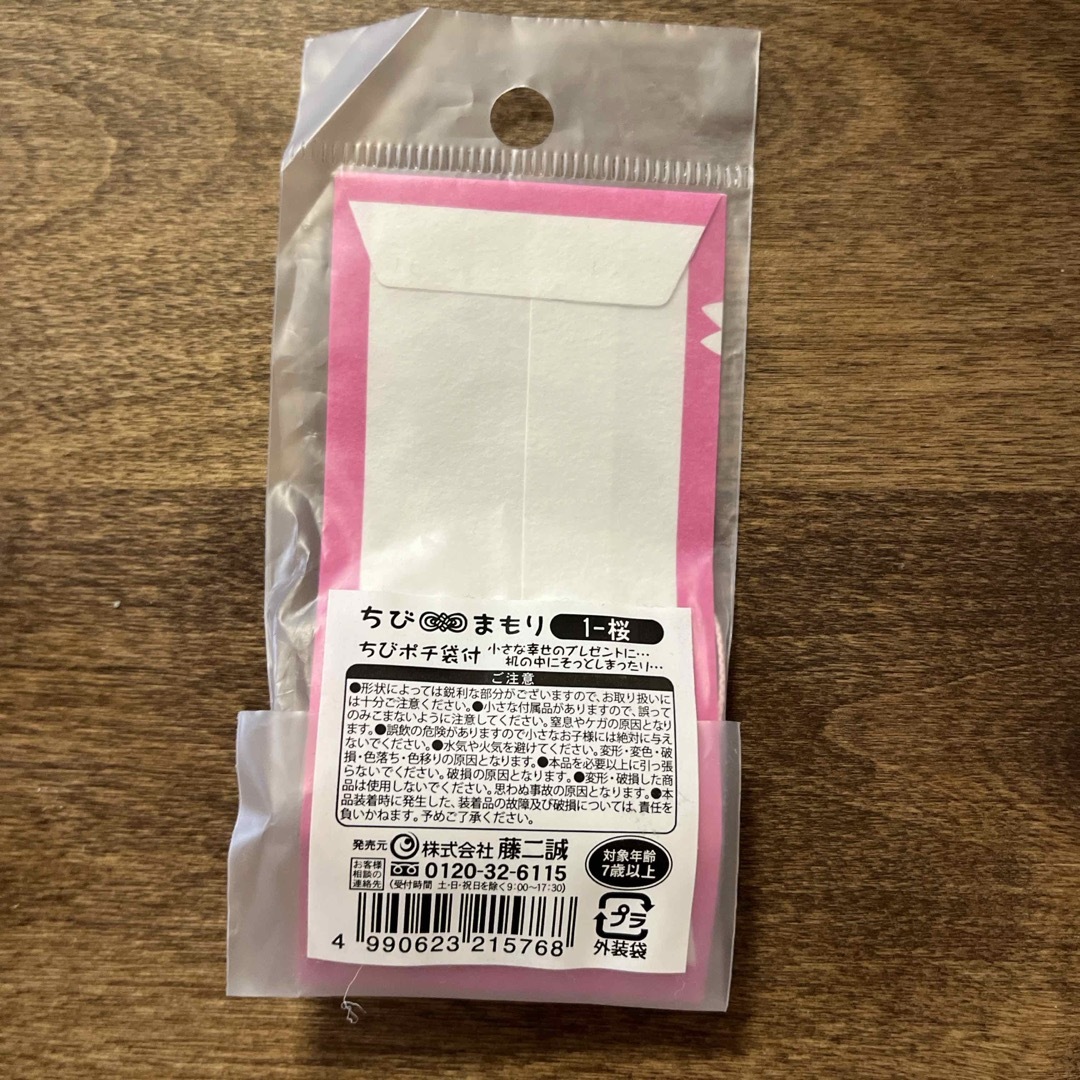 ちび まもり 1-桜
ちびポチ袋付 小さな幸せのプレゼントに…
机の中にそっとしまったり…
ご注意
●形状によっては鋭利な部分がございますので、お取り扱いに
は十分ご注意ください。●小さな付属品がありますので、誤って
のみこまないように注意してください。窒息やケガの原因となり
ます。●誤飲の危険がありますので小さなお子様には絶対に与え
ないでください。●水気や火気を避けてください。変形・変色・破
損・色落ち・色移りの原因となります。●本品を必要以上に引っ張
らないでください。破損の原因となります。●変形・破損した商
品は使用しないでください。思わぬ事故の原因となります。●本
品装着時に発生した、装着品の故障及び破損については、責任を
負いかねます。予めご了承ください。
発売元 株式会社 藤二誠
お客様
相談の
連絡先
0120-32-6115
(受付時間 土・日・祝日を除く9:00〜17:30)
対象年齢
7歳以上
4 990623 215768
プラ
外装袋